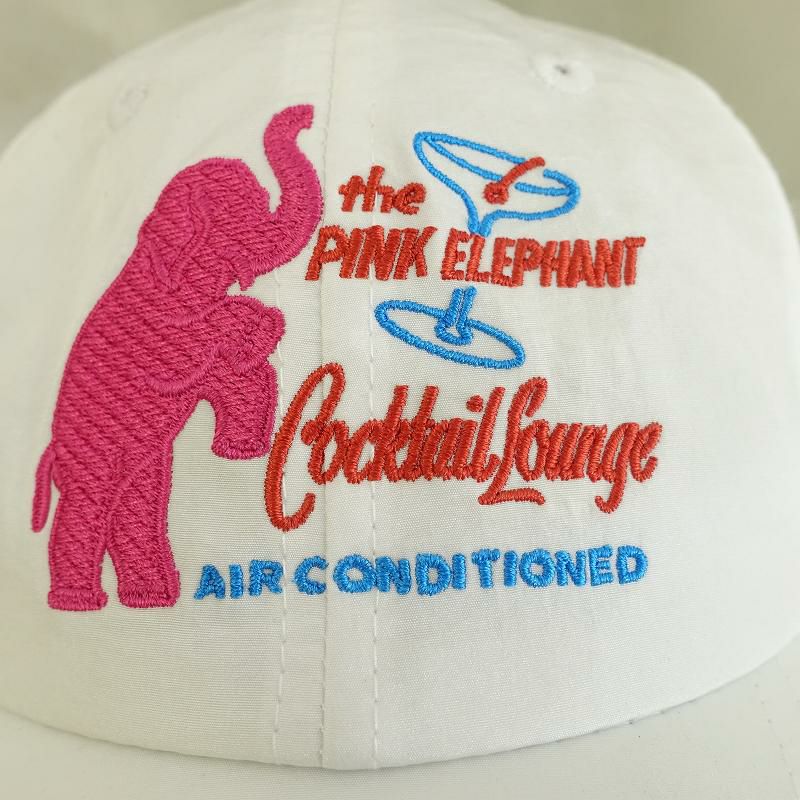 the
PINK ELEPHANT
Cocktail Lounge
AIR CONDITIONED